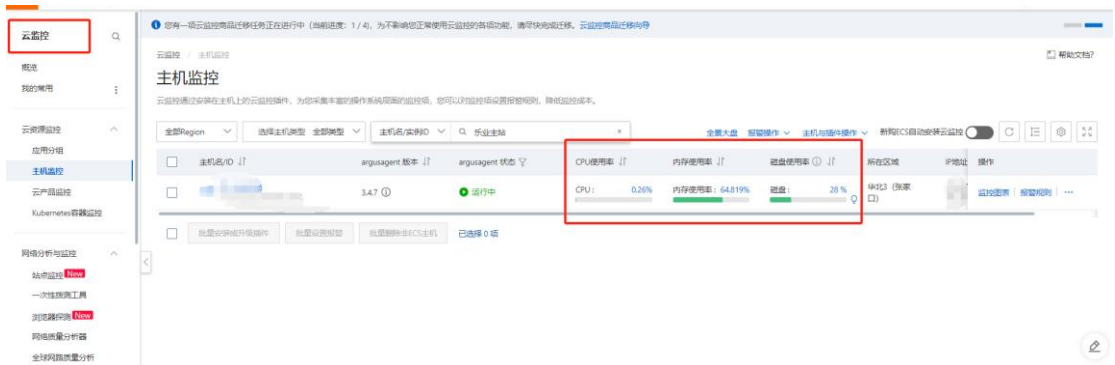 云监控
概览
我的常用
云资源监控
应用分组
主机监控
云产品监控
Kubernetes容器监控
网络分析与监控
站点监控 New
一次性拨测工具
浏览器探测 New
网络质量分析器
全球网路质量分析
您有一项云监控商品迁移任务正在进行中（当前进度：1 / 4)，为不影响您正常使用云监控的各项功能，请尽快完成迁移。云监控商品迁移向导
云监控 / 主机监控
帮助文档?
主机监控
云监控通过安装在主机上的云监控插件，为您采集丰富的操作系统层面的监控项，您可以对监控项设置报警规则，降低监控成本。
全部Region 选择主机类型 全部类型 主机名/实例ID 乐业主站 × 全景大盘 报警操作 主机与插件操作 新购ECS自动安装云监控
主机名/ID argusagent 版本 argusagent 状态 CPU使用率 内存使用率 磁盘使用率 所在区域 IP地址 操作
3.4.7 运行中 CPU： 0.26% 内存使用率：64.819% 磁盘： 28 % 华北3（张家口） 监控图表 报警规则 ···
批量安装或升级插件 批量设置报警 批量删除非ECS主机 已选择 0 项